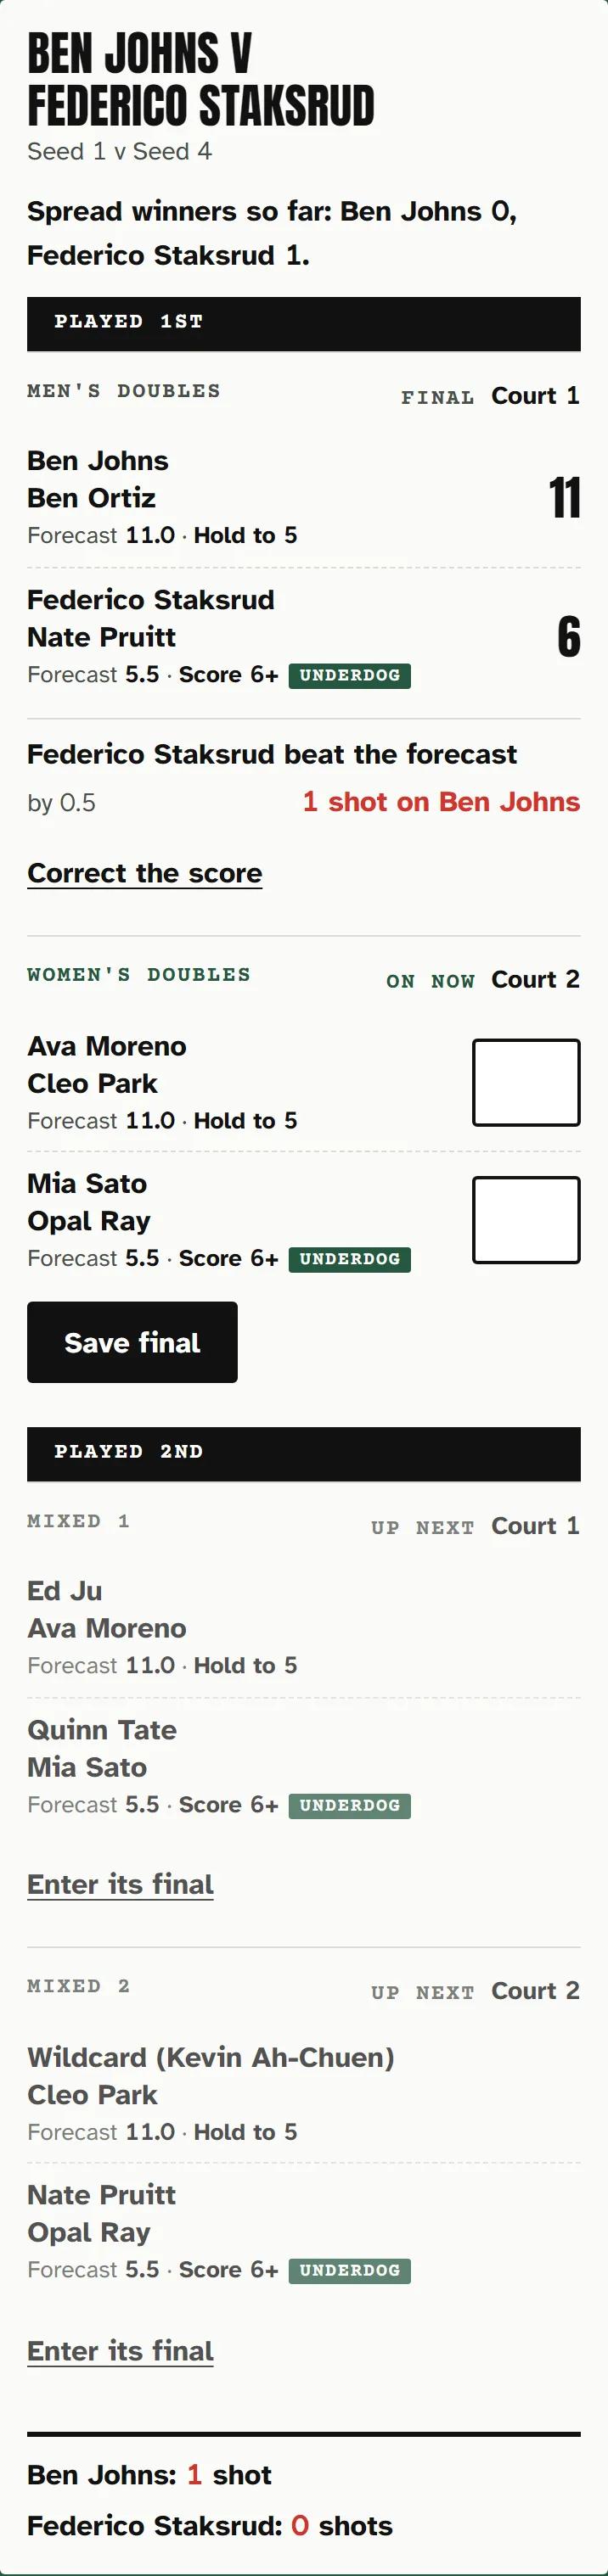 BEN JOHNS V
FEDERICO STAKSRUD
Seed 1 v Seed 4
Spread winners so far: Ben Johns 0,
Federico Staksrud 1.
PLAYED 1ST
MEN'S DOUBLES FINAL Court 1
Ben Johns
Ben Ortiz
11
Forecast 11.0 · Hold to 5
Federico Staksrud
Nate Pruitt
6
Forecast 5.5 · Score 6+ UNDERDOG
Federico Staksrud beat the forecast
by 0.5 1 shot on Ben Johns
Correct the score
WOMEN'S DOUBLES ON NOW Court 2
Ava Moreno
Cleo Park
Forecast 11.0 · Hold to 5
Mia Sato
Opal Ray
Forecast 5.5 · Score 6+ UNDERDOG
Save final
PLAYED 2ND
MIXED 1 UP NEXT Court 1
Ed Ju
Ava Moreno
Forecast 11.0 · Hold to 5
Quinn Tate
Mia Sato
Forecast 5.5 · Score 6+ UNDERDOG
Enter its final
MIXED 2 UP NEXT Court 2
Wildcard (Kevin Ah-Chuen)
Cleo Park
Forecast 11.0 · Hold to 5
Nate Pruitt
Opal Ray
Forecast 5.5 · Score 6+ UNDERDOG
Enter its final
Ben Johns: 1 shot
Federico Staksrud: 0 shots